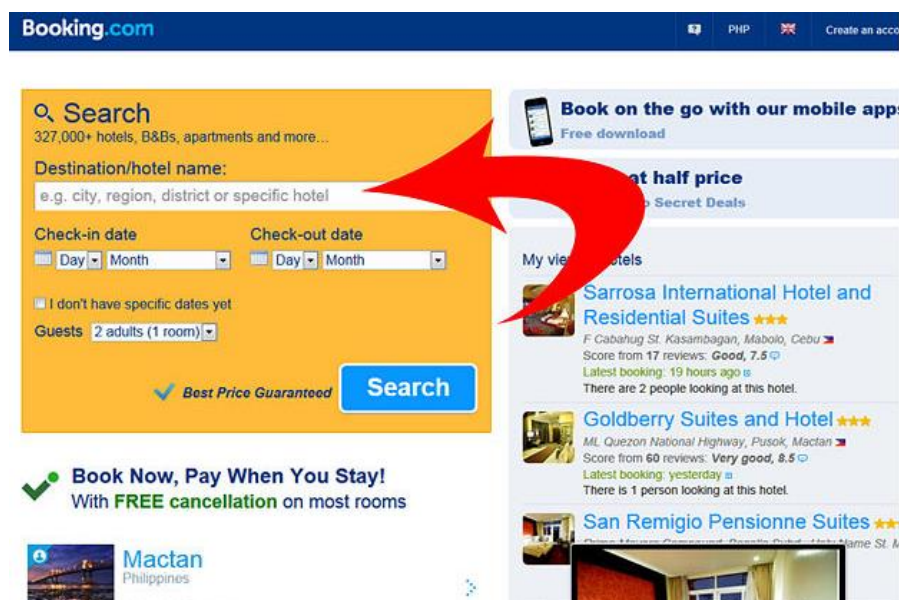 Booking.com
PHP
Create an acco
Search
327,000+ hotels, B&Bs, apartments and more...
Destination/hotel name:
e.g. city, region, district or specific hotel
Check-in date
Check-out date
Day
Month
Day
Month
I don't have specific dates yet
Guests 2 adults (1 room)
Best Price Guaranteed
Search
Book Now, Pay When You Stay!
With FREE cancellation on most rooms
Mactan
Philippines
Book on the go with our mobile apps
Free download
at half price
Secret Deals
My
Sarrosa International Hotel and
Residential Suites
F Cabahug St. Kasambagan, Mabolo, Cebu
Score from 17 reviews: Good, 7.5
Latest booking: 19 hours ago
There are 2 people looking at this hotel.
Goldberry Suites and Hotel
ML Quezon National Highway, Pusok, Mactan
Score from 60 reviews: Very good, 8.5
Latest booking: yesterday
There is 1 person looking at this hotel.
San Remigio Pensionne Suites
Name St. M